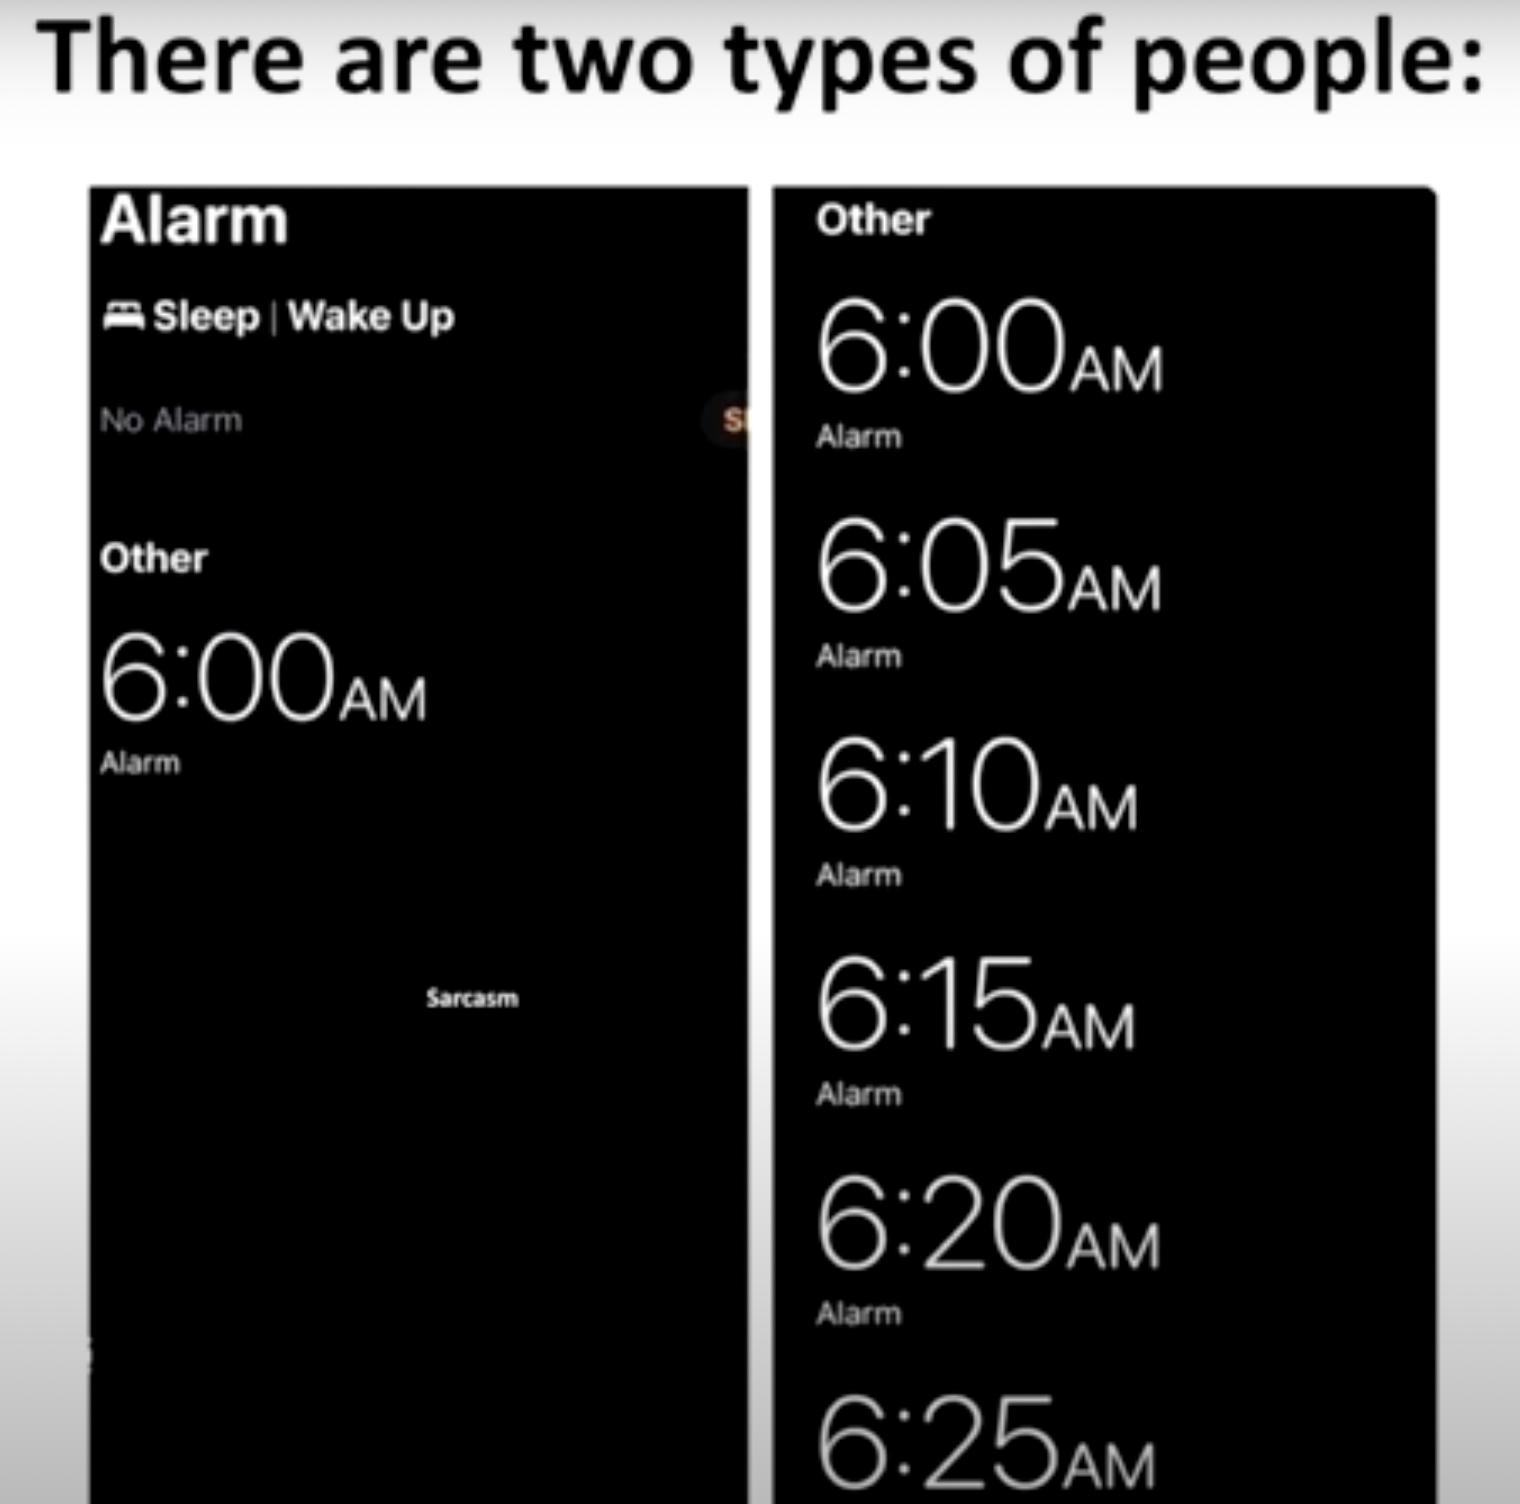 There are two types of people:
Alarm
Sleep | Wake Up
No Alarm
Other
6:00AM
Alarm
Sarcasm
Other
6:00AM
Alarm
6:05AM
Alarm
6:10AM
Alarm
6:15AM
Alarm
6:20AM
Alarm
6:25AM